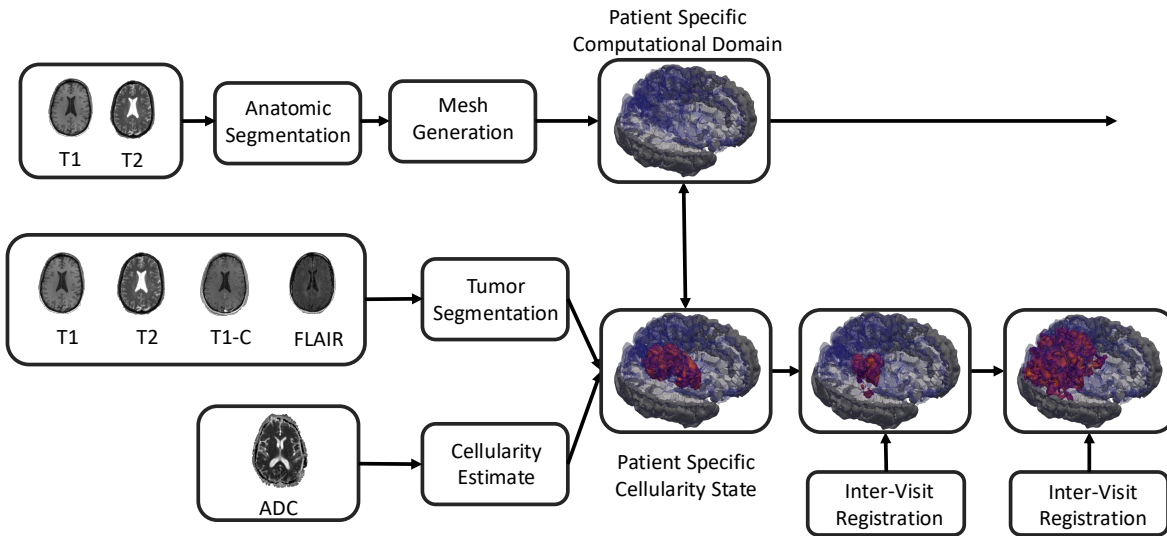 Patient Specific
Computational Domain
T1 T2
Anatomic
Segmentation
Mesh
Generation
T1 T2 T1-C FLAIR
Tumor
Segmentation
ADC
Cellularity
Estimate
Patient Specific
Cellularity State
Inter-Visit
Registration
Inter-Visit
Registration